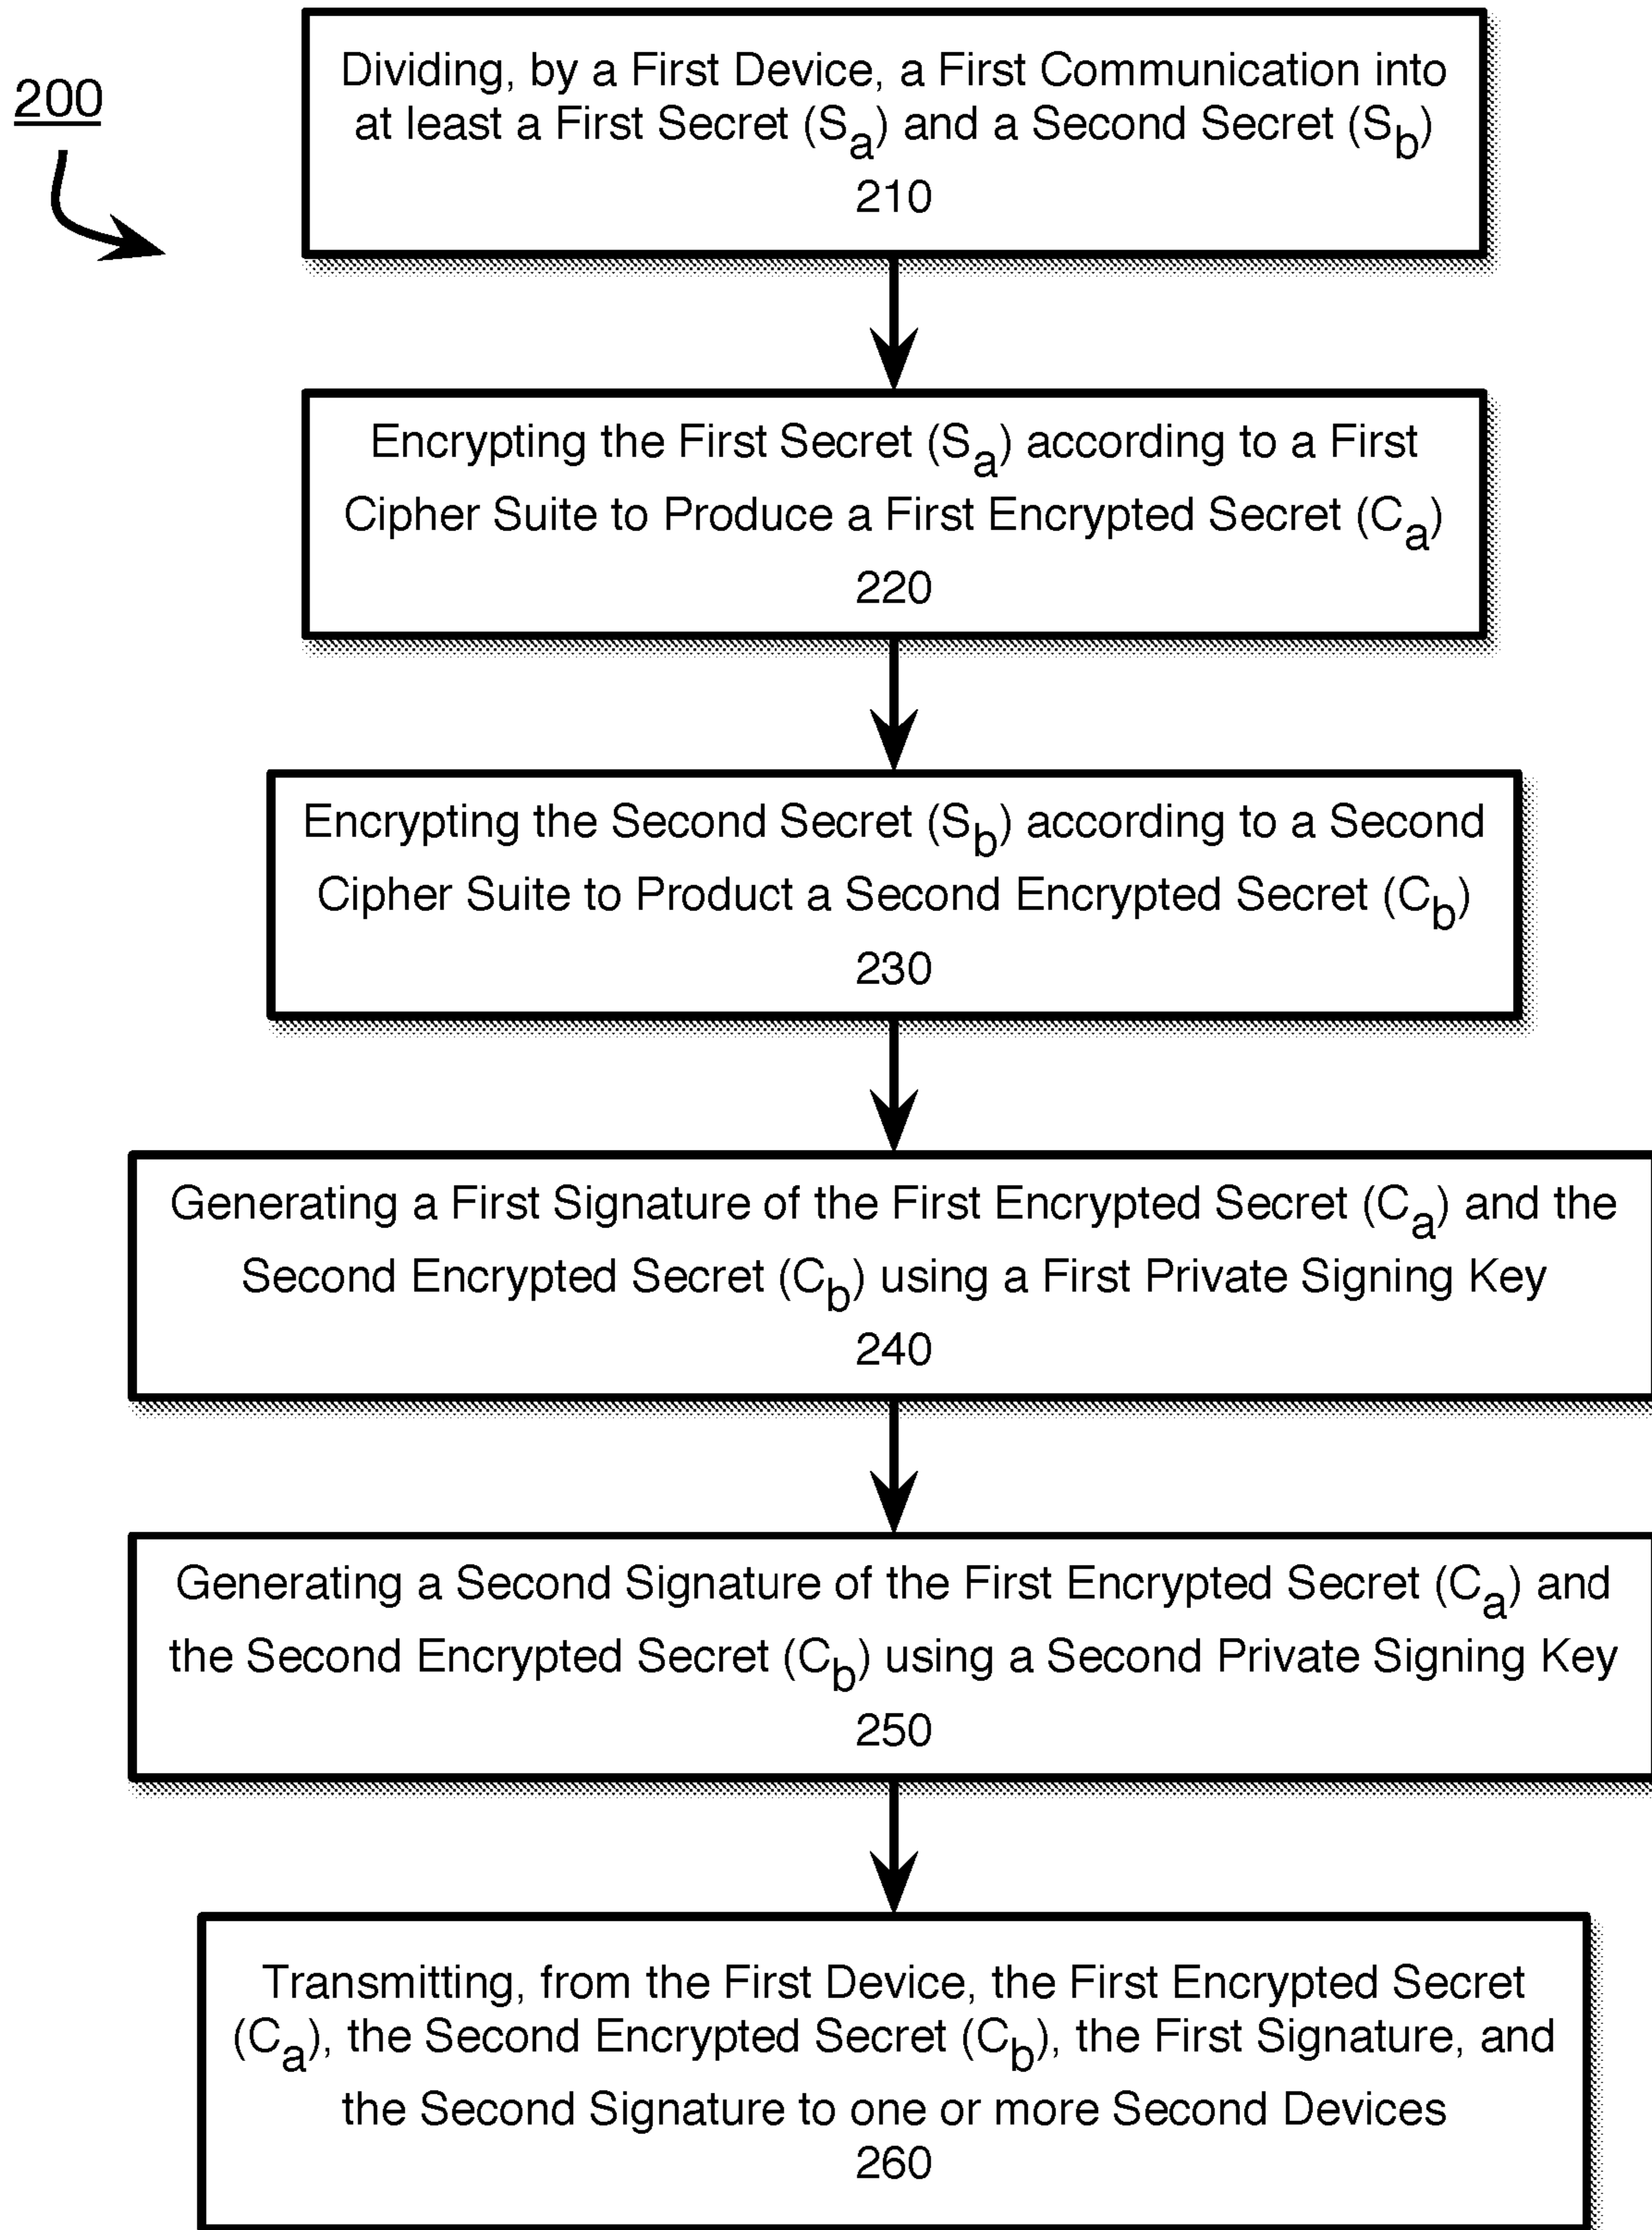 200
Dividing, by a First Device, a First Communication into
at least a First Secret (Sa) and a Second Secret (Sb)
210
Encrypting the First Secret (Sa) according to a First
Cipher Suite to Produce a First Encrypted Secret (Ca)
220
Encrypting the Second Secret (Sb) according to a Second
Cipher Suite to Product a Second Encrypted Secret (Cb)
230
Generating a First Signature of the First Encrypted Secret (Ca) and the
Second Encrypted Secret (Cb) using a First Private Signing Key
240
Generating a Second Signature of the First Encrypted Secret (Ca) and
the Second Encrypted Secret (Cb) using a Second Private Signing Key
250
Transmitting, from the First Device, the First Encrypted Secret
(Ca), the Second Encrypted Secret (Cb), the First Signature, and
the Second Signature to one or more Second Devices
260